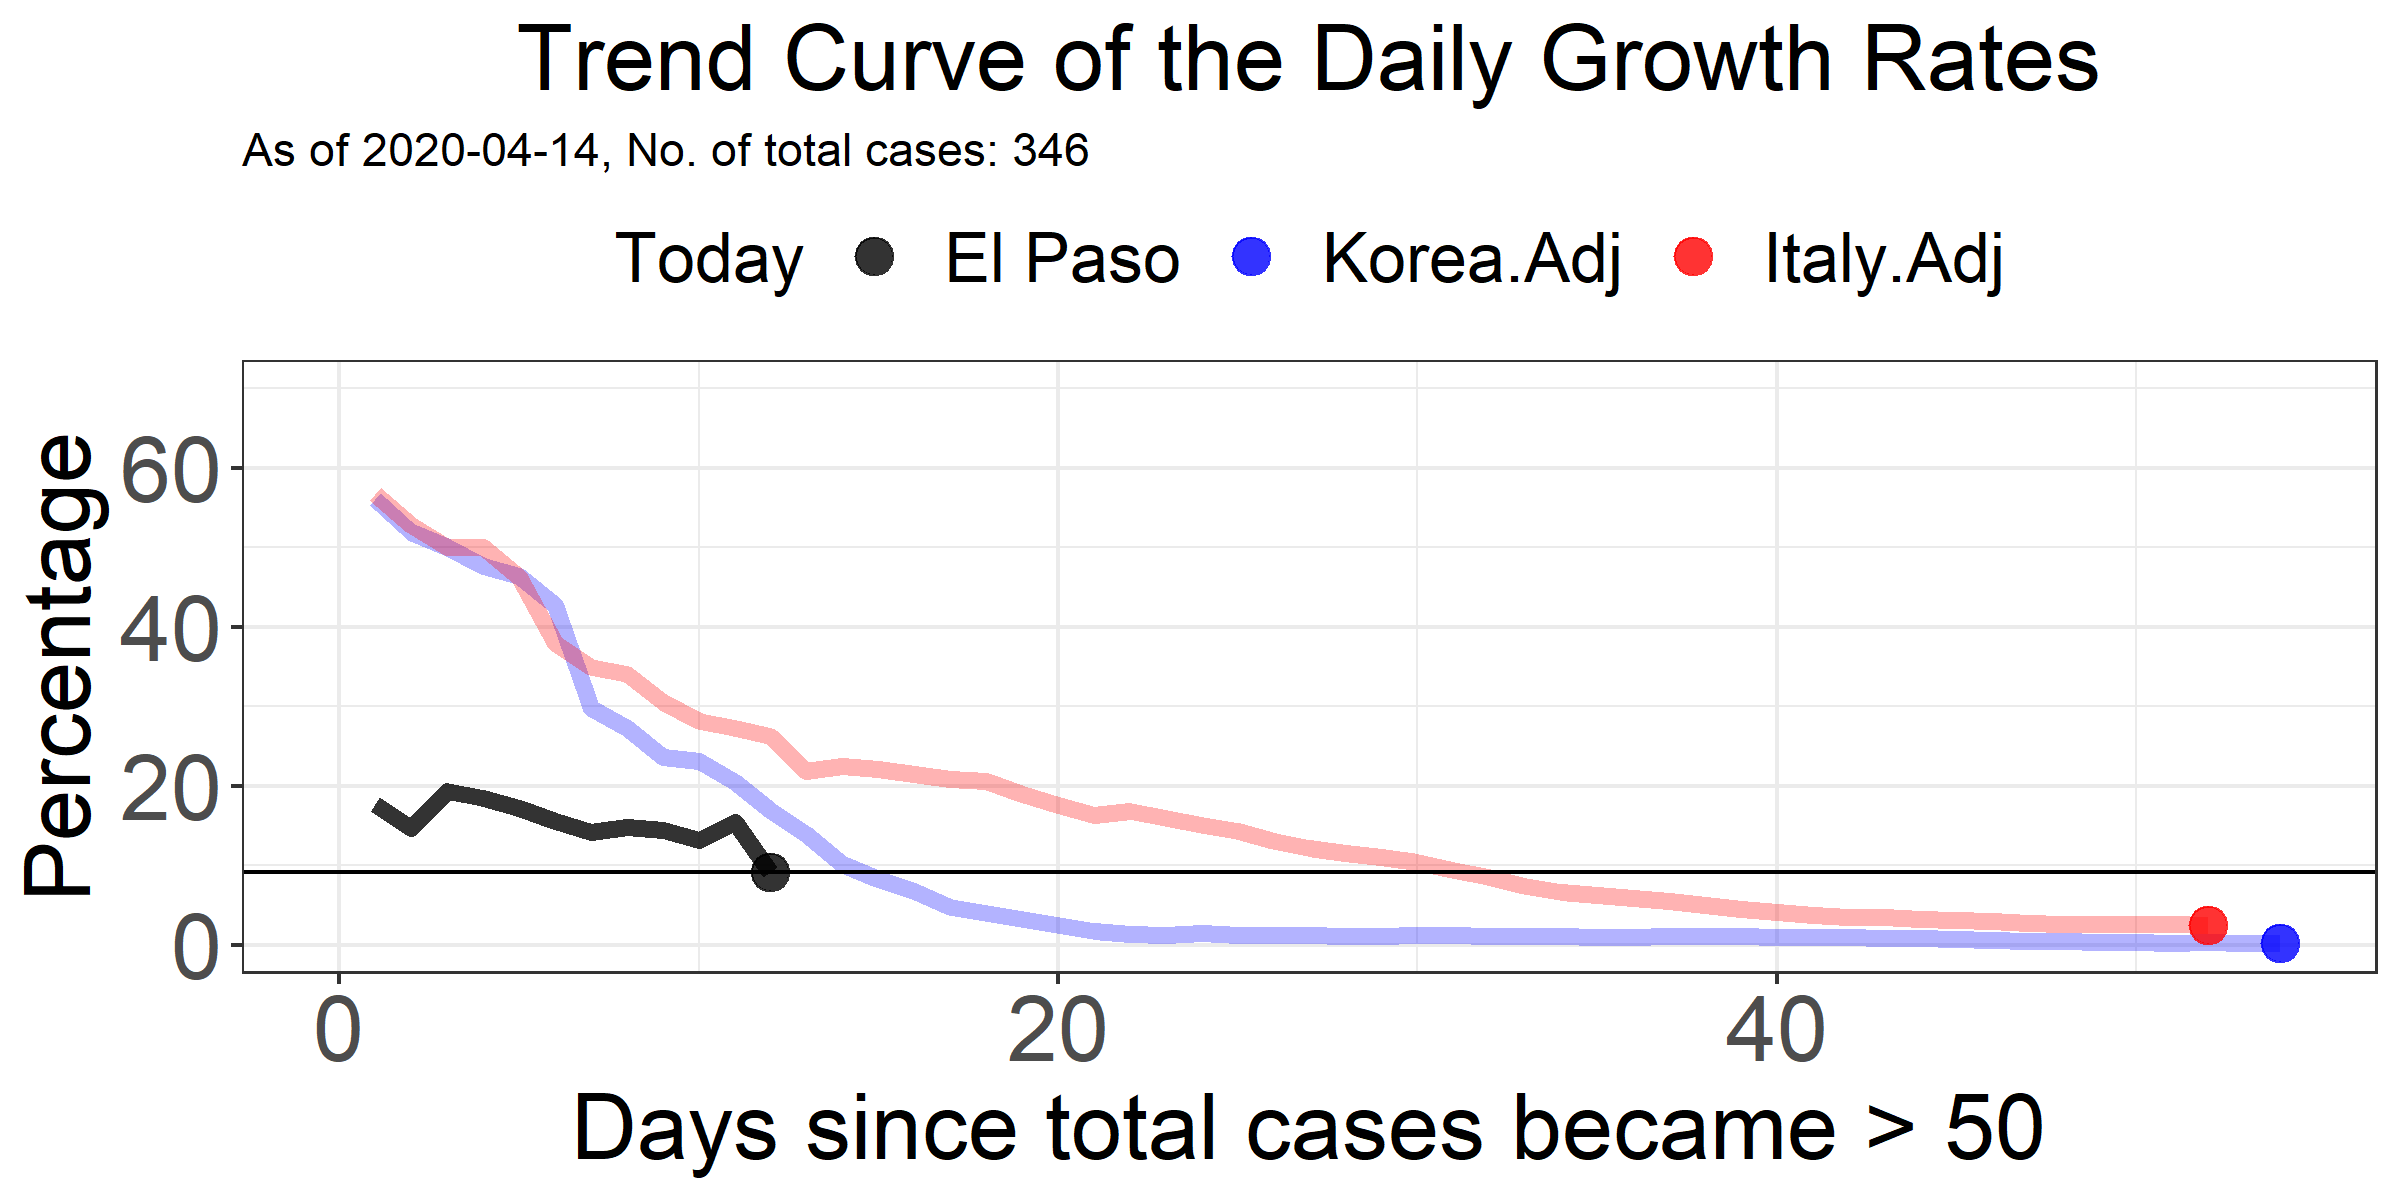 Trend Curve of the Daily Growth Rates
As of 2020-04-14, No. of total cases: 346
Today El Paso Korea.Adj Italy.Adj
Percentage
60
40
20
0
0 20 40
Days since total cases became > 50